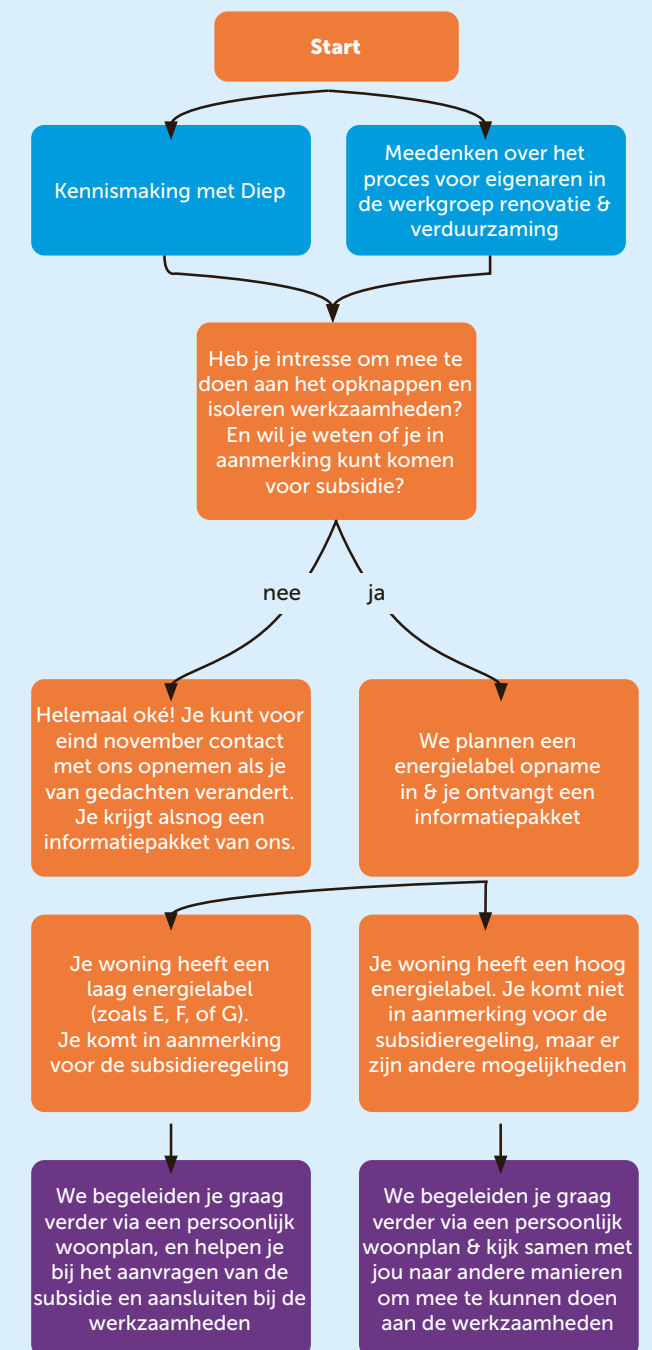 Start
Kennismaking met Diep
Meedenken over het
proces voor eigenaren in
de werkgroep renovatie &
verduurzaming
Heb je intresse om mee te
doen aan het opknappen en
isoleren werkzaamheden?
En wil je weten of je in
aanmerking kunt komen
voor subsidie?
nee
ja
Helemaal oké! Je kunt voor
eind november contact
met ons opnemen als je
van gedachten verandert.
Je krijgt alsnog een
informatiepakket van ons.
We plannen een
energielabel opname
in & je ontvangt een
informatiepakket
Je woning heeft een
laag energielabel
(zoals E, F, of G).
Je komt in aanmerking
voor de subsidieregeling
Je woning heeft een hoog
energielabel. Je komt niet
in aanmerking voor de
subsidieregeling, maar er
zijn andere mogelijkheden
We begeleiden je graag
verder via een persoonlijk
woonplan, en helpen je
bij het aanvragen van de
subsidie en aansluiten bij de
werkzaamheden
We begeleiden je graag
verder via een persoonlijk
woonplan & kijk samen met
jou naar andere manieren
om mee te kunnen doen
aan de werkzaamheden